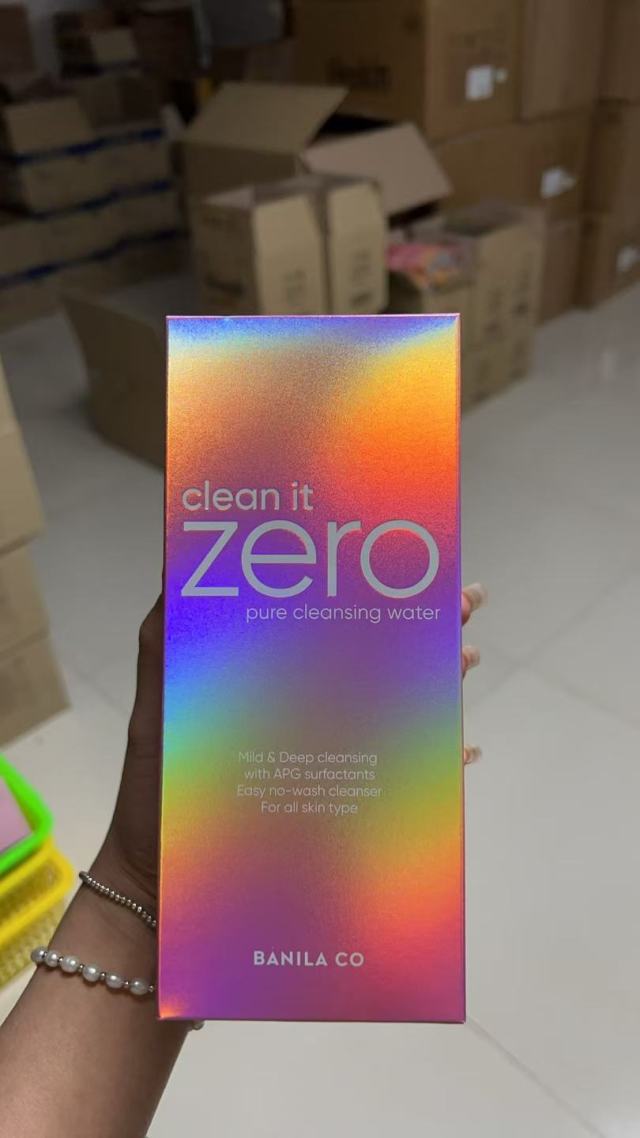 clean it
zero
pure cleansing water
Mild & Deep cleansing
with APG surfactants
Easy no-wash cleanser
For all skin type
BANILA CO